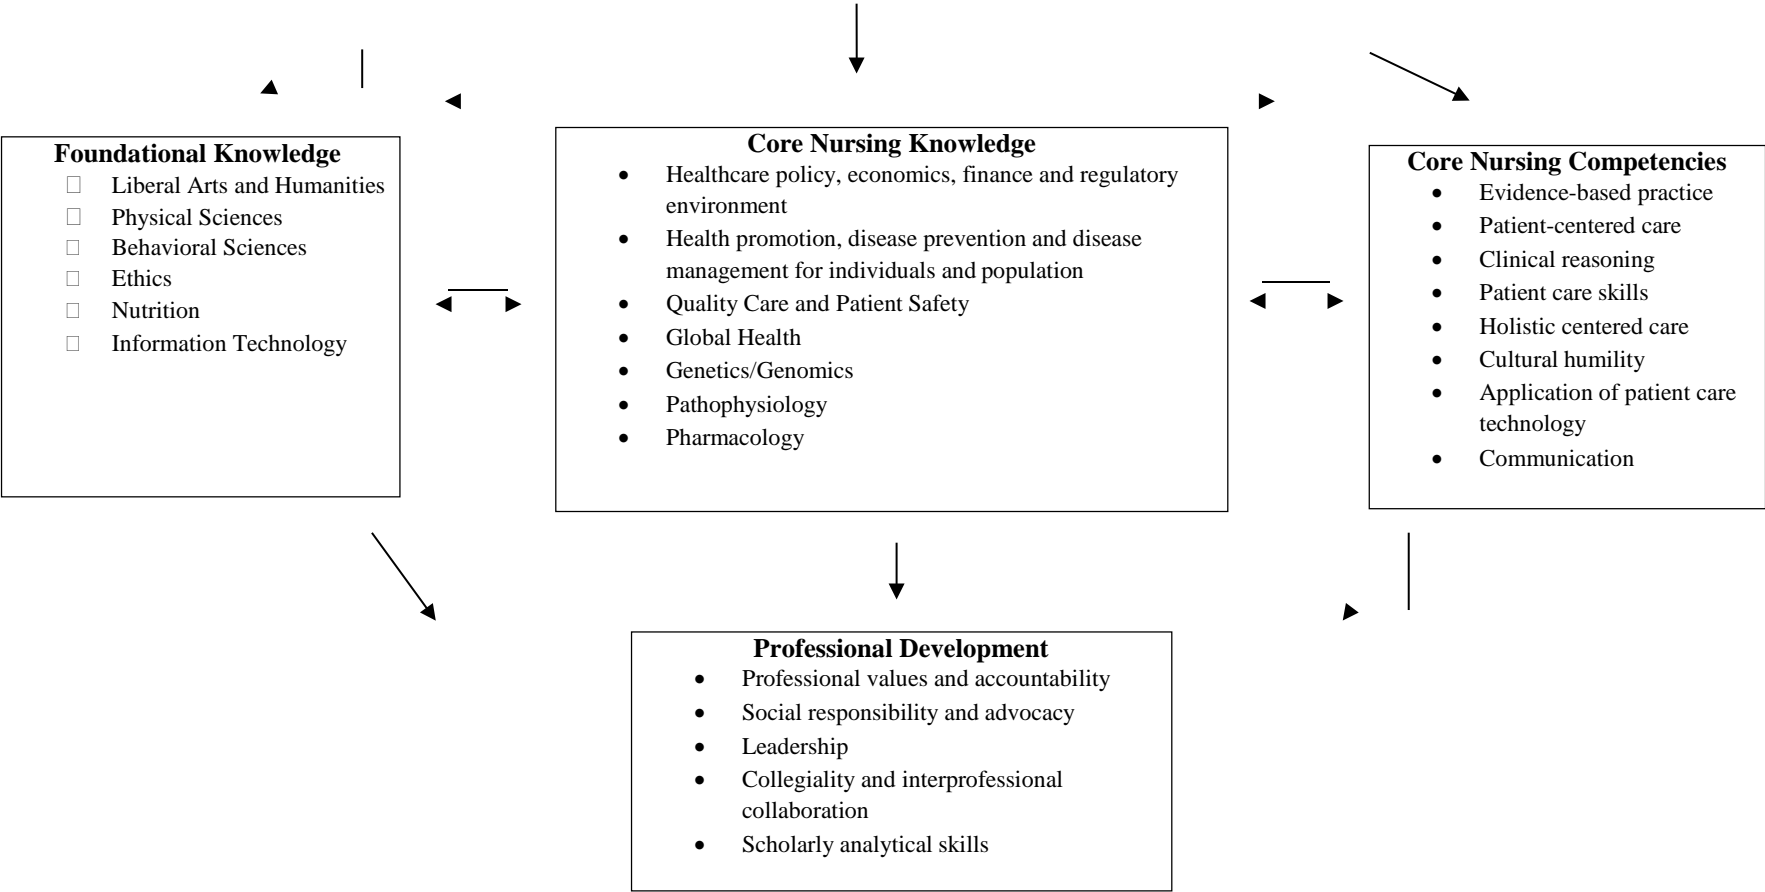 Foundational Knowledge
Liberal Arts and Humanities
Physical Sciences
Behavioral Sciences
Ethics
Nutrition
Information Technology
Core Nursing Knowledge
• Healthcare policy, economics, finance and regulatory
environment
• Health promotion, disease prevention and disease
management for individuals and population
• Quality Care and Patient Safety
• Global Health
• Genetics/Genomics
• Pathophysiology
• Pharmacology
Core Nursing Competencies
• Evidence-based practice
• Patient-centered care
• Clinical reasoning
• Patient care skills
• Holistic centered care
• Cultural humility
• Application of patient care
technology
• Communication
Professional Development
• Professional values and accountability
• Social responsibility and advocacy
• Leadership
• Collegiality and interprofessional
collaboration
• Scholarly analytical skills